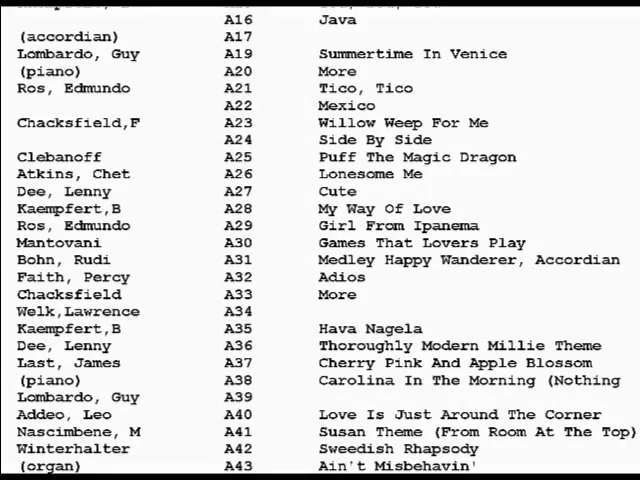 A16 Java
(accordian) A17
Lombardo, Guy A19 Summertime In Venice
(piano) A20 More
Ros, Edmundo A21 Tico, Tico
A22 Mexico
Chacksfield,F A23 Willow Weep For Me
A24 Side By Side
Clebanoff A25 Puff The Magic Dragon
Atkins, Chet A26 Lonesome Me
Dee, Lenny A27 Cute
Kaempfert,B A28 My Way Of Love
Ros, Edmundo A29 Girl From Ipanema
Mantovani A30 Games That Lovers Play
Bohn, Rudi A31 Medley Happy Wanderer, Accordian
Faith, Percy A32 Adios
Chacksfield A33 More
Welk,Lawrence A34
Kaempfert,B A35 Hava Nagela
Dee, Lenny A36 Thoroughly Modern Millie Theme
Last, James A37 Cherry Pink And Apple Blossom
(piano) A38 Carolina In The Morning (Nothing
Lombardo, Guy A39
Addeo, Leo A40 Love Is Just Around The Corner
Nascimbene, M A41 Susan Theme (From Room At The Top)
Winterhalter A42 Sweedish Rhapsody
(organ) A43 Ain't Misbehavin'